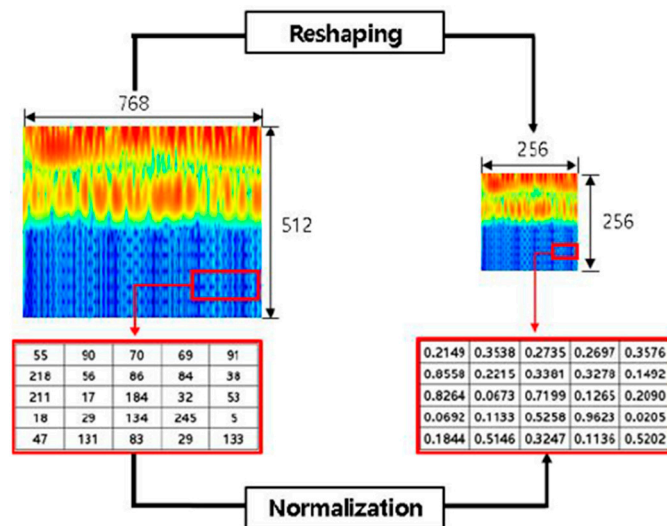 Reshaping
768
256
512
256
55 90 70 69 91
218 56 86 84 38
211 17 184 32 53
18 29 134 245 5
47 131 83 29 133
0.2149 0.3538 0.2735 0.2697 0.3576
0.8558 0.2215 0.3381 0.3278 0.1492
0.8264 0.0673 0.7199 0.1265 0.2090
0.0692 0.1133 0.5258 0.9623 0.0205
0.1844 0.5146 0.3247 0.1136 0.5202
Normalization